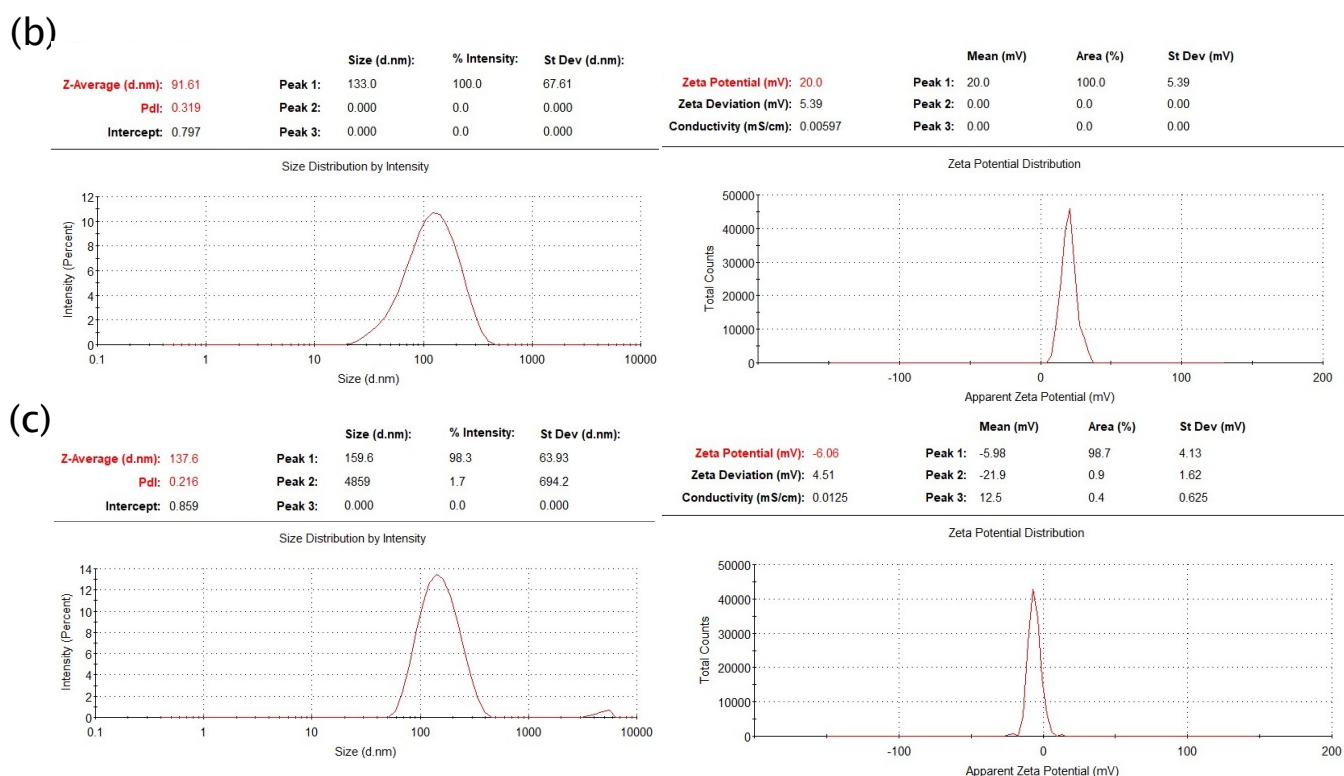 (b)
Size (d.nm): % Intensity: St Dev (d.nm):
Z-Average (d.nm): 91.61 Peak 1: 133.0 100.0 67.61
PdI: 0.319 Peak 2: 0.000 0.0 0.000
Intercept: 0.797 Peak 3: 0.000 0.0 0.000
Size Distribution by Intensity
Intensity (Percent)
12
10
8
6
4
2
0
0.1 1 10 100 1000 10000
Size (d.nm)
Mean (mV) Area (%) St Dev (mV)
Zeta Potential (mV): 20.0 Peak 1: 20.0 100.0 5.39
Zeta Deviation (mV): 5.39 Peak 2: 0.00 0.0 0.00
Conductivity (mS/cm): 0.00597 Peak 3: 0.00 0.0 0.00
Zeta Potential Distribution
Total Counts
50000
40000
30000
20000
10000
0
-100 0 100 200
Apparent Zeta Potential (mV)
(c)
Size (d.nm): % Intensity: St Dev (d.nm):
Z-Average (d.nm): 137.6 Peak 1: 159.6 98.3 63.93
PdI: 0.216 Peak 2: 4859 1.7 694.2
Intercept: 0.859 Peak 3: 0.000 0.0 0.000
Size Distribution by Intensity
Intensity (Percent)
14
12
10
8
6
4
2
0
0.1 1 10 100 1000 10000
Size (d.nm)
Mean (mV) Area (%) St Dev (mV)
Zeta Potential (mV): -6.06 Peak 1: -5.98 98.7 4.13
Zeta Deviation (mV): 4.51 Peak 2: -21.9 0.9 1.62
Conductivity (mS/cm): 0.0125 Peak 3: 12.5 0.4 0.625
Zeta Potential Distribution
Total Counts
50000
40000
30000
20000
10000
0
-100 0 100 200
Apparent Zeta Potential (mV)